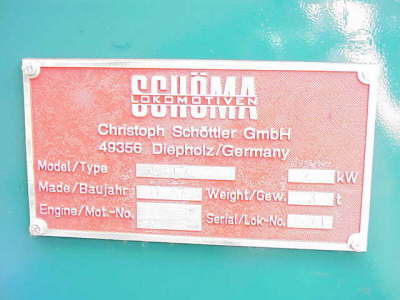 SCHÖMA
LOKOMOTIVEN
Christoph Schöttler GmbH
49356 Diepholz/Germany
Model/Type kW
Made/Baujahr Weight/Gew. t
Engine/Mot.-No. Serial/Lok-No.